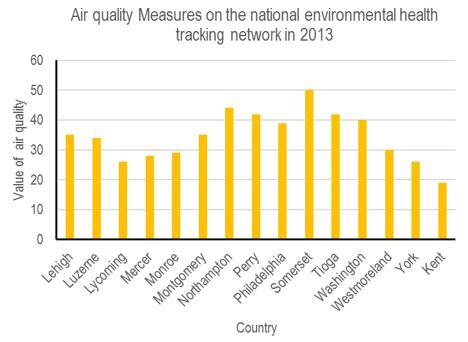 Air quality Measures on the national environmental health
tracking network in 2013
Value of air quality
60
50
40
30
20
10
0
Lehigh
Luzerne
Lycoming
Mercer
Monroe
Montgomery
Northampton
Perry
Philadelphia
Somerset
Tioga
Washington
Westmoreland
York
Kent
Country